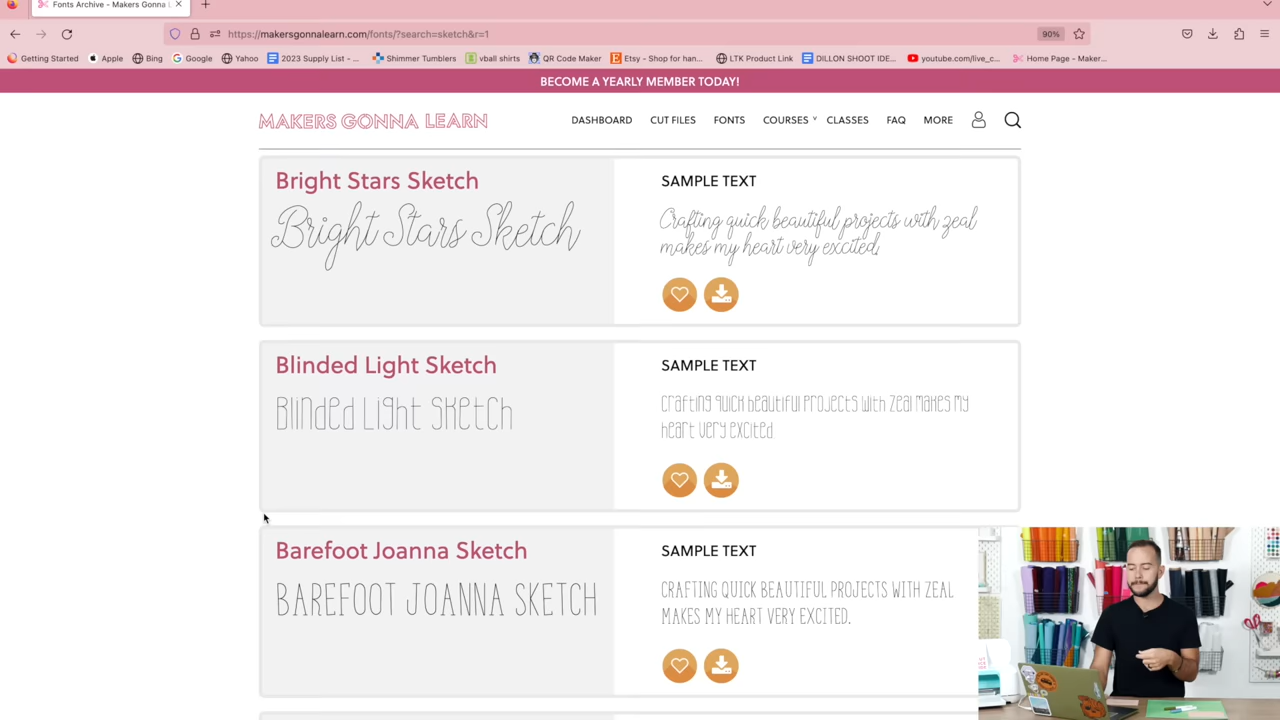 Fonts Archive - Makers Gonna L
https://makersgonnalearn.com/fonts/?search=sketch&r=1
90%
Getting Started
Apple
Bing
Google
Yahoo
2023 Supply List - ...
Shimmer Tumblers
vball shirts
QR Code Maker
Etsy - Shop for han...
LTK Product Link
DILLON SHOOT IDE...
youtube.com/live_c...
Home Page - Maker...
BECOME A YEARLY MEMBER TODAY!
MAKERS GONNA LEARN
DASHBOARD
CUT FILES
FONTS
COURSES
CLASSES
FAQ
MORE
Bright Stars Sketch
Bright Stars Sketch
SAMPLE TEXT
Crafting quick beautiful projects with zeal
makes my heart very excited.
Blinded Light Sketch
Blinded Light Sketch
SAMPLE TEXT
Crafting quick beautiful projects with zeal makes my
heart very excited
Barefoot Joanna Sketch
BAREFOOT JOANNA SKETCH
SAMPLE TEXT
CRAFTING QUICK BEAUTIFUL PROJECTS WITH ZEAL
MAKES MY HEART VERY EXCITED.